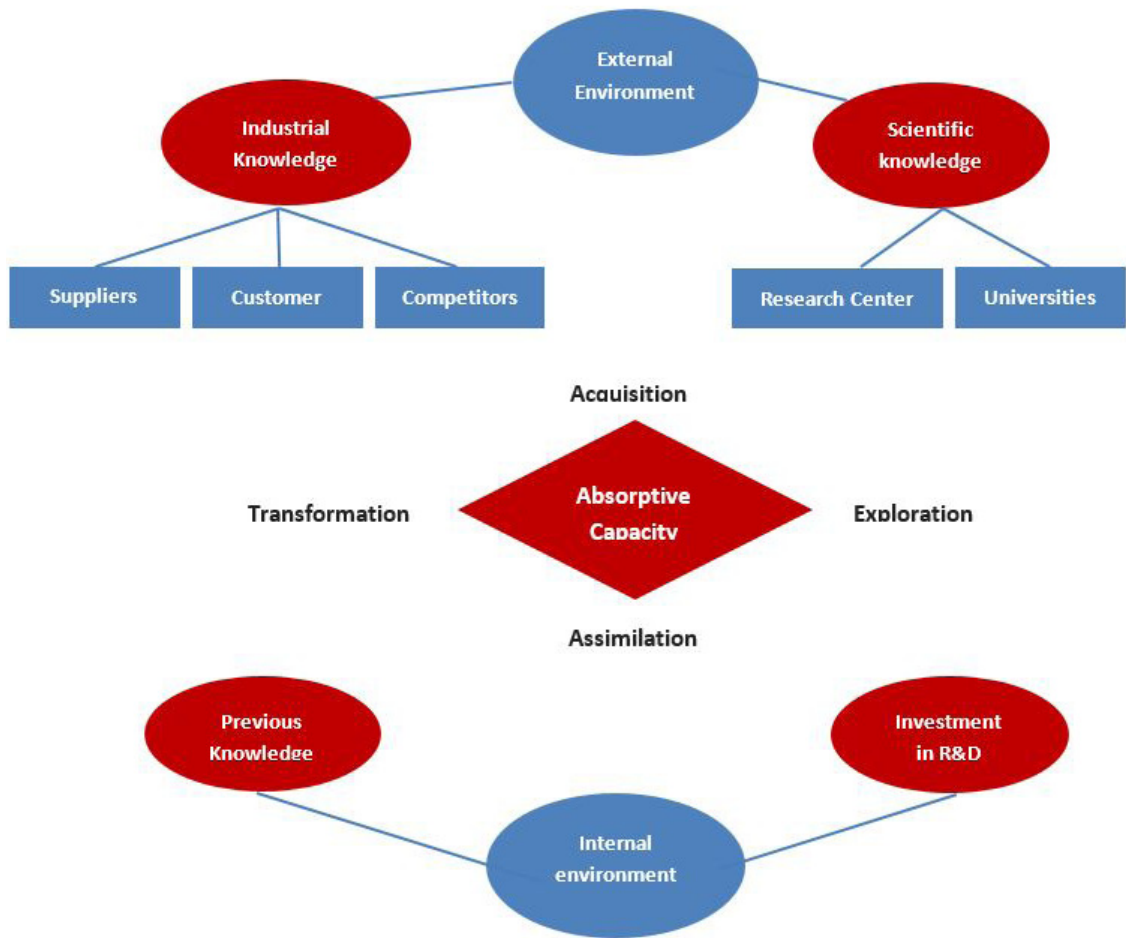 External
Environment
Industrial
Knowledge
Scientific
knowledge
Suppliers
Customer
Competitors
Research Center
Universities
Acquisition
Absorptive
Capacity
Transformation
Exploration
Assimilation
Previous
Knowledge
Investment
in R&D
Internal
environment